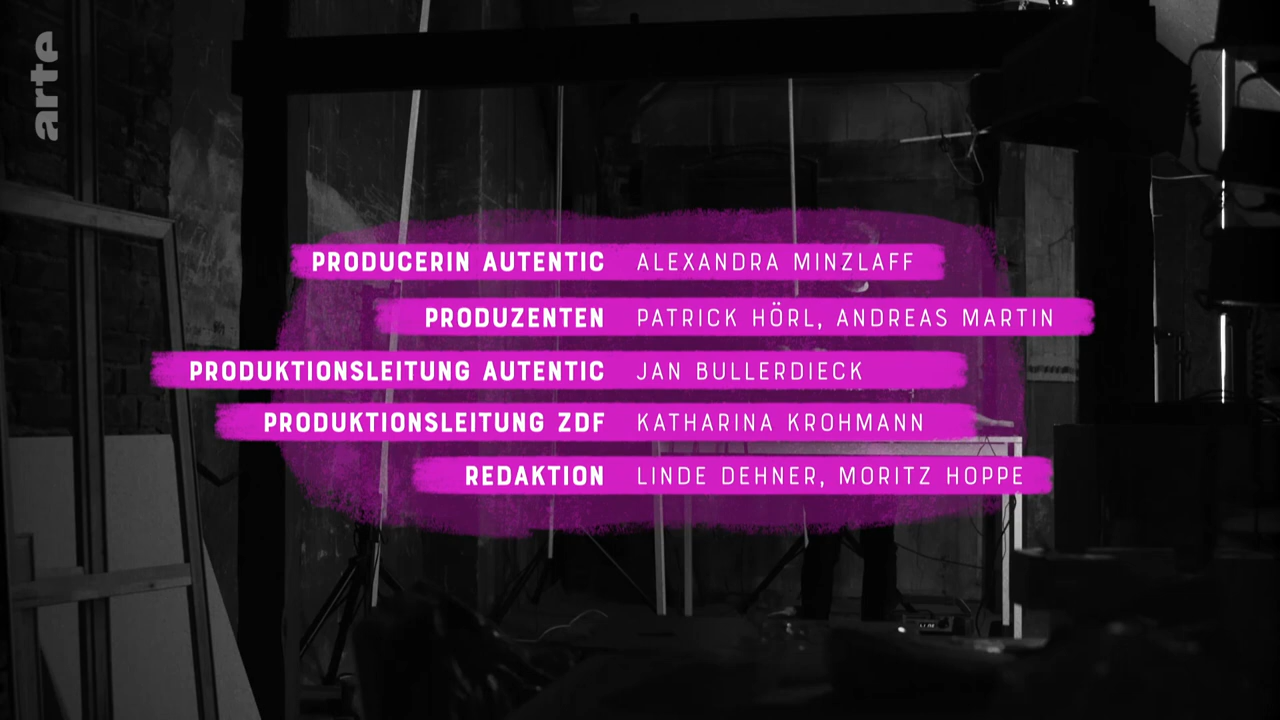 arte
PRODUCERIN AUTENTIC ALEXANDRA MINZLAFF
PRODUZENTEN PATRICK HÖRL, ANDREAS MARTIN
PRODUKTIONSLEITUNG AUTENTIC JAN BULLERDIECK
PRODUKTIONSLEITUNG ZDF KATHARINA KROHMANN
REDAKTION LINDE DEHNER, MORITZ HOPPE